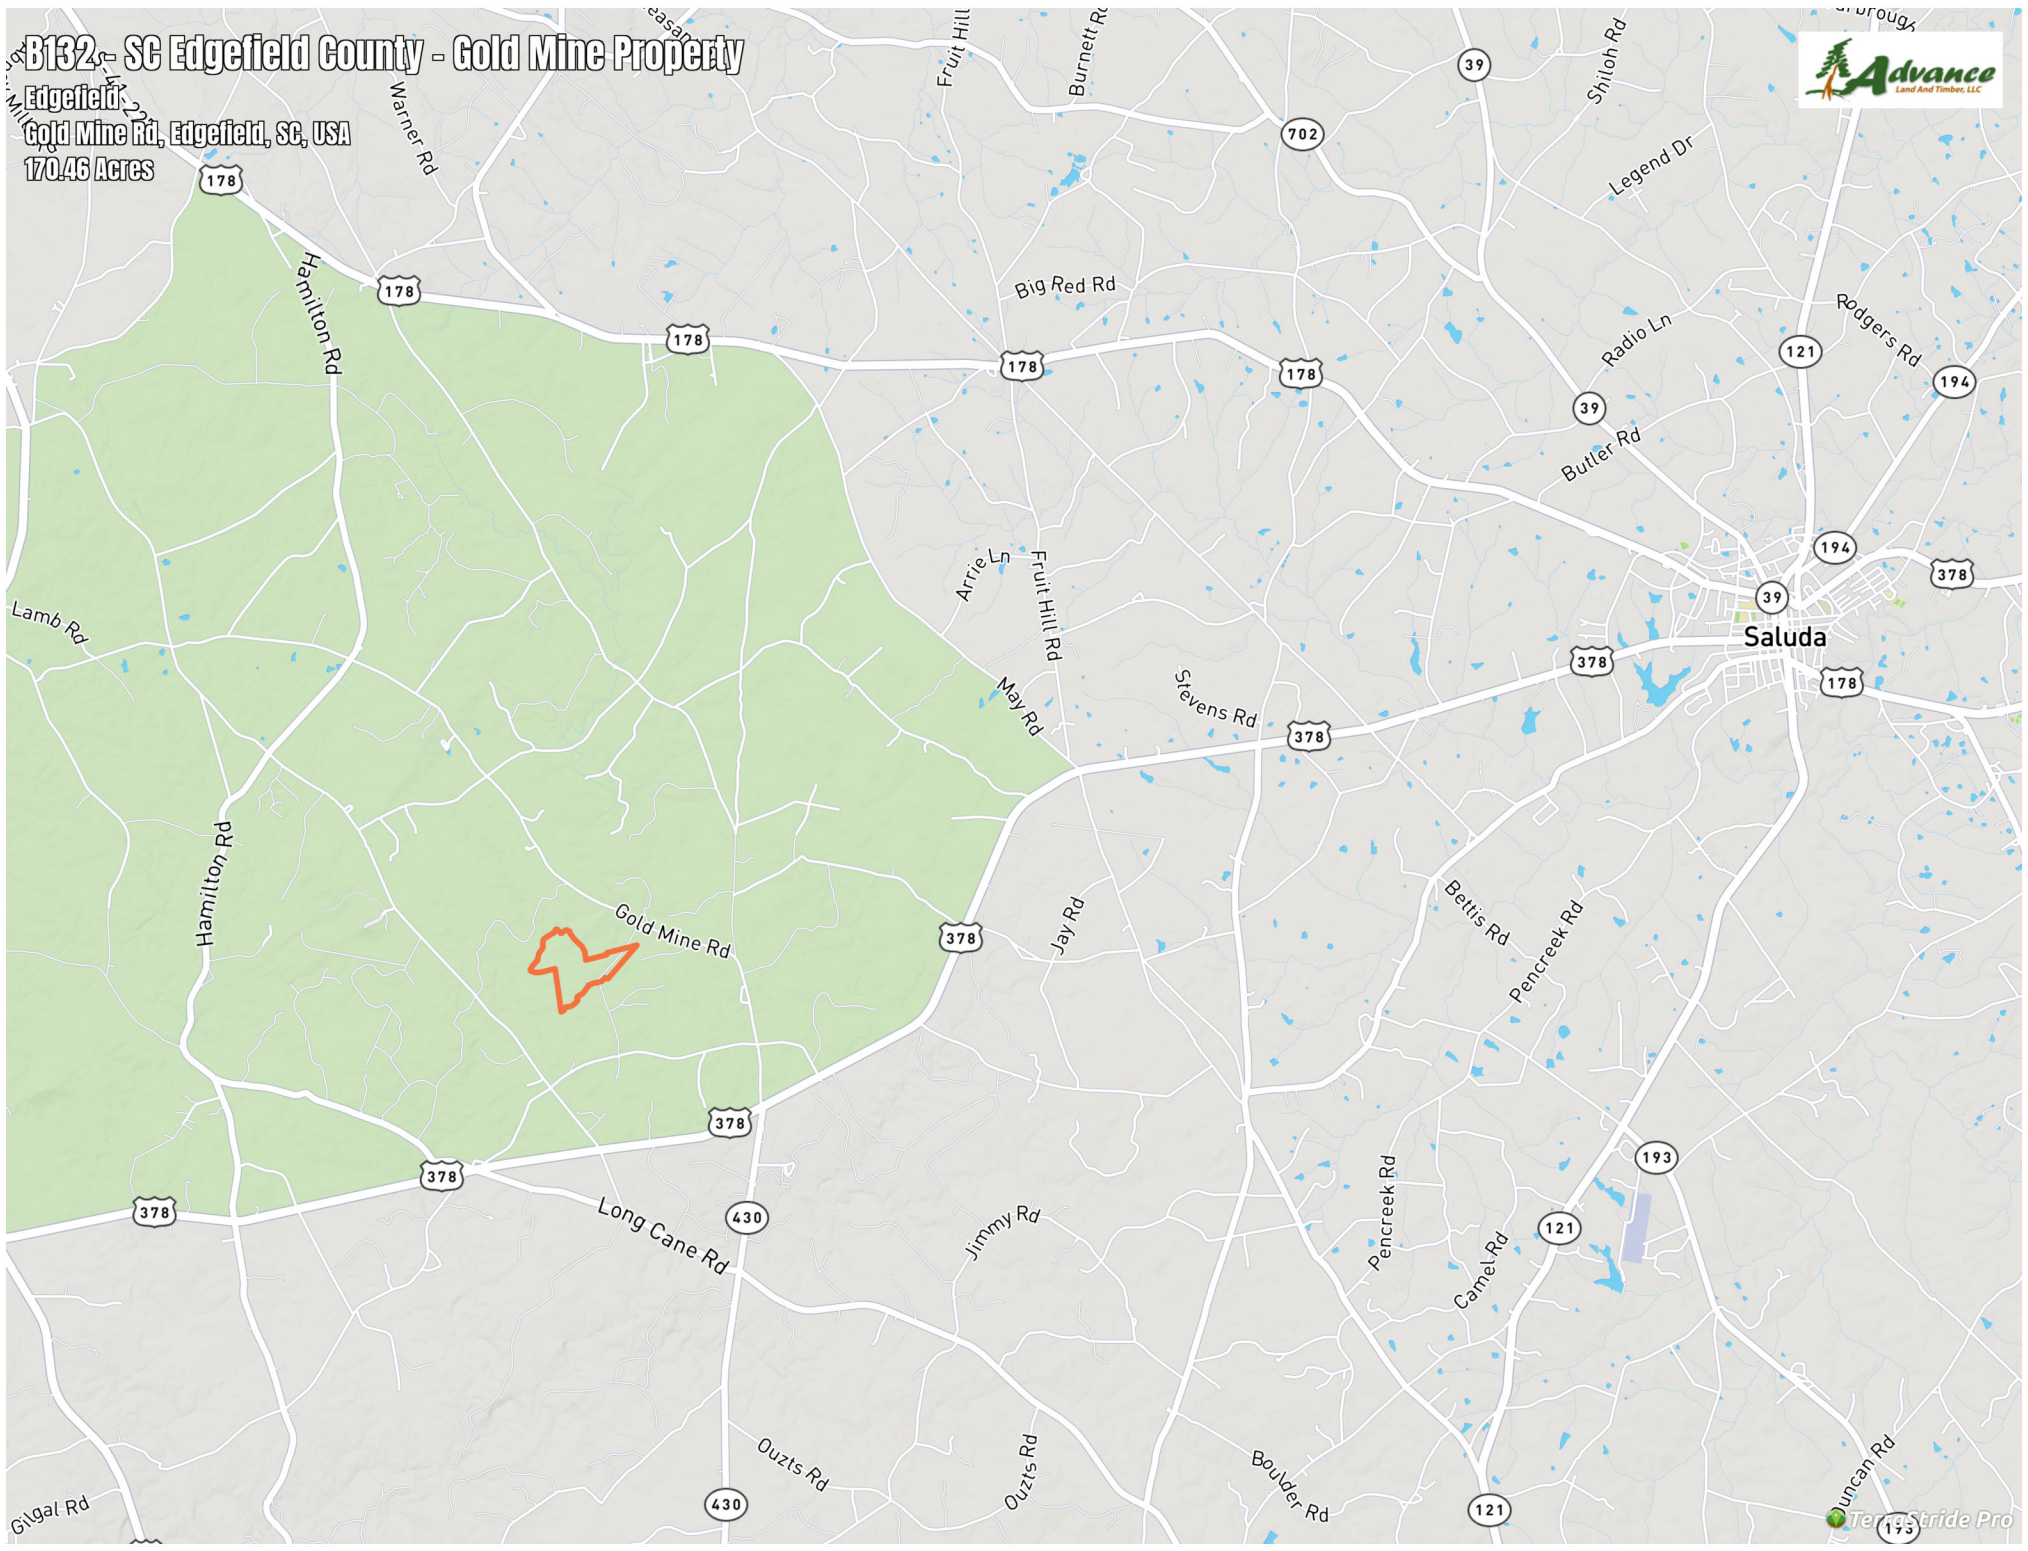 B132 - SC Edgefield County - Gold Mine Property
Edgefield
Gold Mine Rd, Edgefield, SC, USA
170.46 Acres
Advance
Land And Timber, LLC
Warner Rd
Fruit Hill
Burnett Rd
39
Shiloh Rd
702
Legend Dr
178
Hamilton Rd
178
Big Red Rd
178
178
178
Radio Ln
121
Rodgers Rd
194
39
Butler Rd
194
378
39
Saluda
Lamb Rd
Arrie Ln
Fruit Hill Rd
May Rd
Stevens Rd
378
378
178
Hamilton Rd
Gold Mine Rd
378
Jay Rd
Bettis Rd
Pencreek Rd
378
378
378
430
Long Cane Rd
Jimmy Rd
Pencreek Rd
Camel Rd
193
121
Ouzts Rd
Ouzts Rd
Boulder Rd
430
121
Gilgal Rd
Duncan Rd
193
TerraStride Pro